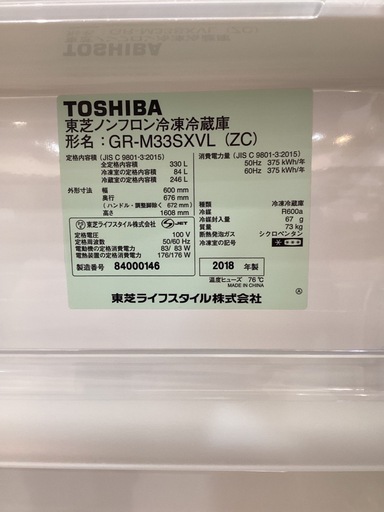 TOSHIBA
東芝ノンフロン冷凍冷蔵庫
形名：GR-M33SXVL (ZC)
定格内容積 (JIS C 9801-3:2015)
全定格内容積 330 L
冷凍室の定格内容積 84 L
冷蔵室の定格内容積 246 L
外形寸法 幅 600 mm
奥行 676 mm
(ハンドル・調整脚除く 672 mm)
高さ 1608 mm
東芝ライフスタイル株式会社
JET
定格電圧 100 V
定格周波数 50/60 Hz
電動機の定格消費電力 83/ 83 W
電熱装置の定格消費電力 176/176 W
製造番号 84000146
消費電力量 (JIS C 9801-3:2015)
50Hz 375 kWh/年
60Hz 375 kWh/年
種類 冷凍冷蔵庫
冷媒 R600a
冷媒封入量 67 g
質量 73 kg
断熱発泡ガス シクロペンタン
冷凍室の記号
2018 年製
温度ヒューズ 76℃
MADE IN CHINA
東芝ライフスタイル株式会社